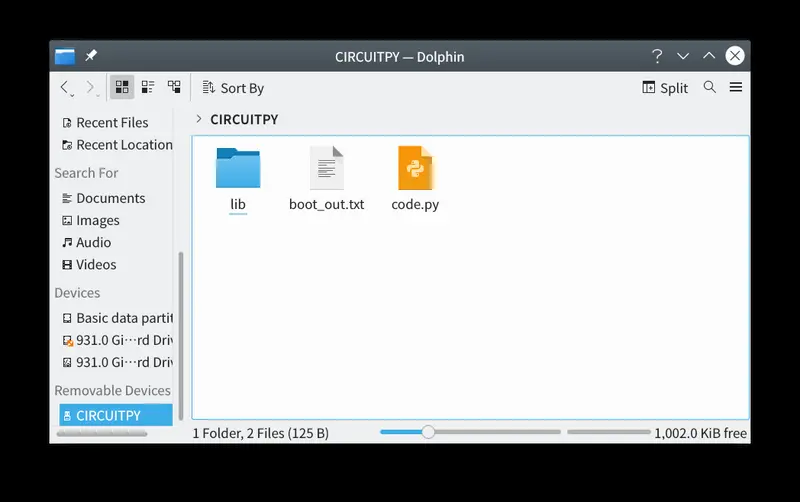 CIRCUITPY — Dolphin
Sort By
Split
Recent Files
Recent Location
Search For
Documents
Images
Audio
Videos
Devices
Basic data partit
931.0 Gi···rd Driv
931.0 Gi···rd Driv
Removable Devices
CIRCUITPY
CIRCUITPY
lib
boot_out.txt
code.py
1 Folder, 2 Files (125 B)
1,002.0 KiB free